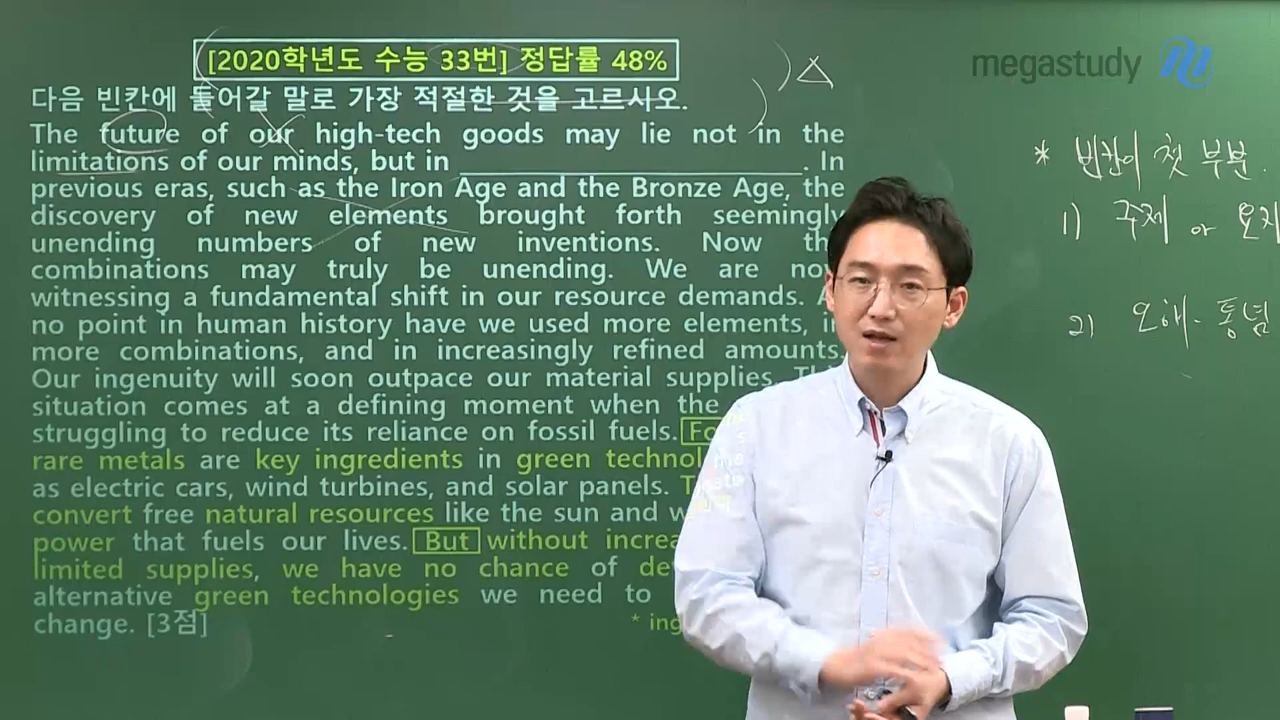 [2020학년도 수능 33번] 정답률 48%
megastudy
다음 빈칸에 들어갈 말로 가장 적절한 것을 고르시오.
The future of our high-tech goods may lie not in the
limitations of our minds, but in ____________________. In
previous eras, such as the Iron Age and the Bronze Age, the
discovery of new elements brought forth seemingly
unending numbers of new inventions. Now
combinations may truly be unending. We are
witnessing a fundamental shift in our resource demands.
no point in human history have we used more elements,
more combinations, and in increasingly refined amounts.
Our ingenuity will soon outpace our material supplies.
situation comes at a defining moment when the
struggling to reduce its reliance on fossil fuels.
rare metals are key ingredients in green
as electric cars, wind turbines, and solar panels.
convert free natural resources like the sun and
power that fuels our lives. But without
limited supplies, we have no chance of
alternative green technologies we need to
change. [3점]
* 빈칸이 첫 부분.
1) 주제 or 요지
2) 오해·통념